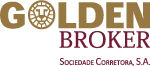 GOLDEN
BROKER
SOCIEDADE CORRETORA, S.A.